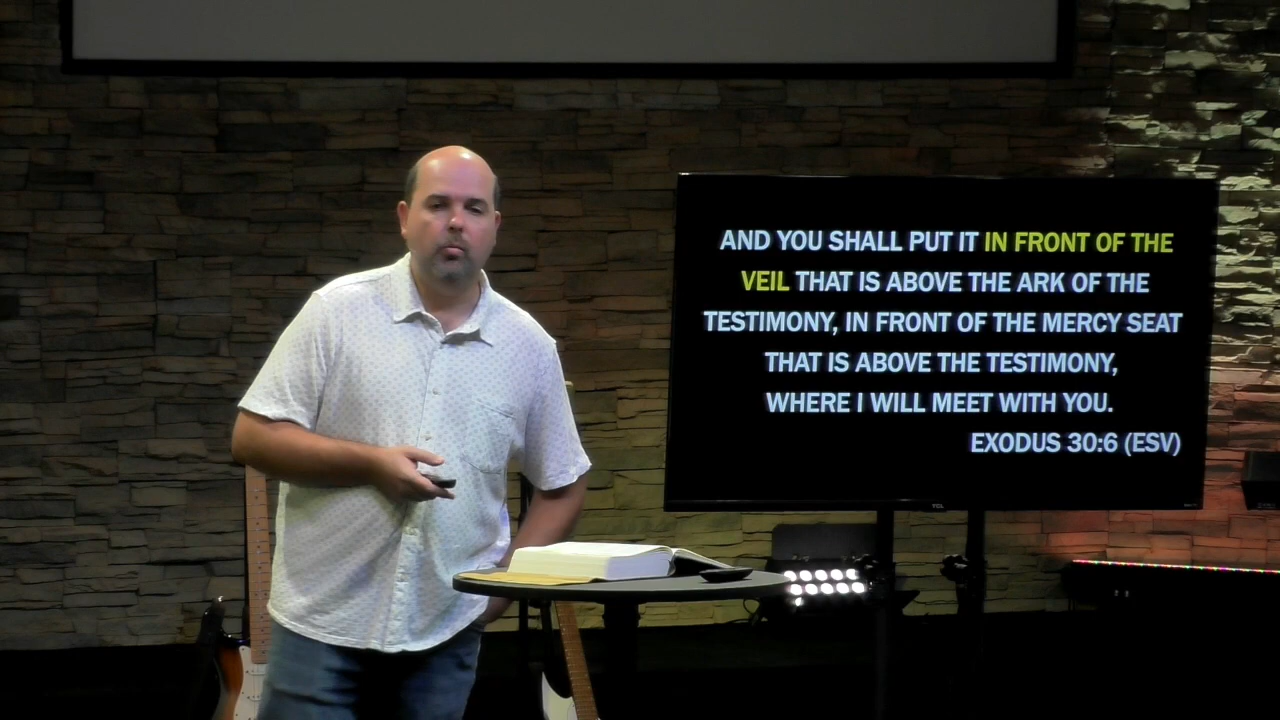 AND YOU SHALL PUT IT IN FRONT OF THE
VEIL THAT IS ABOVE THE ARK OF THE
TESTIMONY, IN FRONT OF THE MERCY SEAT
THAT IS ABOVE THE TESTIMONY,
WHERE I WILL MEET WITH YOU.
EXODUS 30:6 (ESV)
TCL